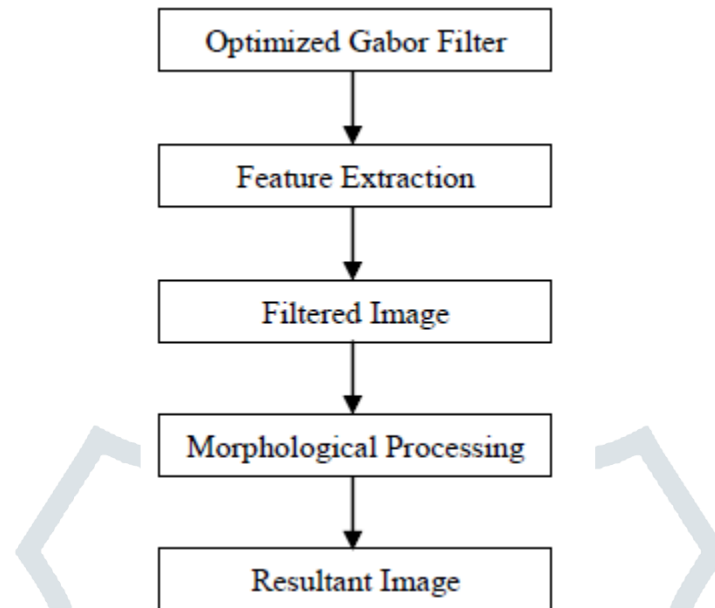 Optimized Gabor Filter
Feature Extraction
Filtered Image
Morphological Processing
Resultant Image